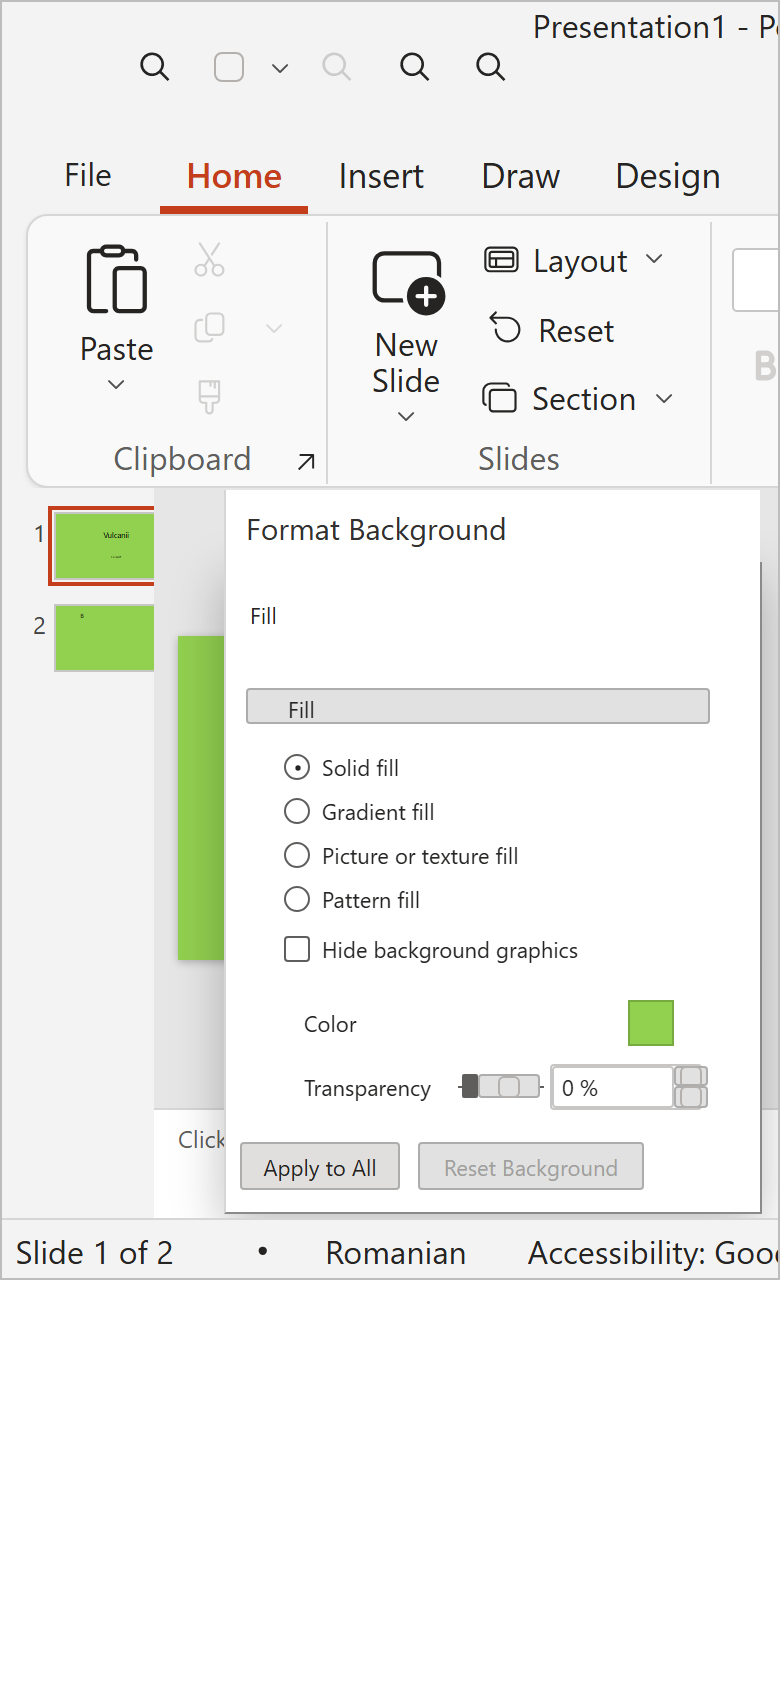 Presentation1 - P
File Home Insert Draw Design
Paste
Clipboard
New
Slide
Layout
Reset
Section
Slides
B
1
Vulcanii
2
Format Background
Fill
Fill
Solid fill
Gradient fill
Picture or texture fill
Pattern fill
Hide background graphics
Color
Transparency 0 %
Click
Apply to All Reset Background
Slide 1 of 2 • Romanian Accessibility: Goo